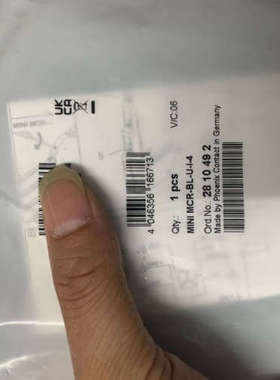 UK
CA
V/C:06
4 046356 166713
Qty.: 1 pcs
MINI MCR-BL-U-I-4
Ord.No.: 28 10 49 2
Made by Phoenix Contact in Germany